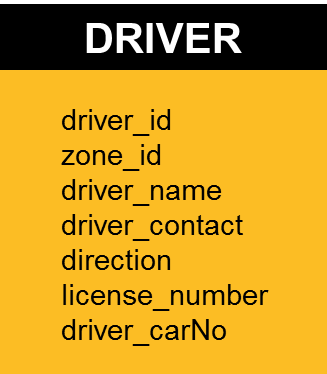 DRIVER
driver_id
zone_id
driver_name
driver_contact
direction
license_number
driver_carNo